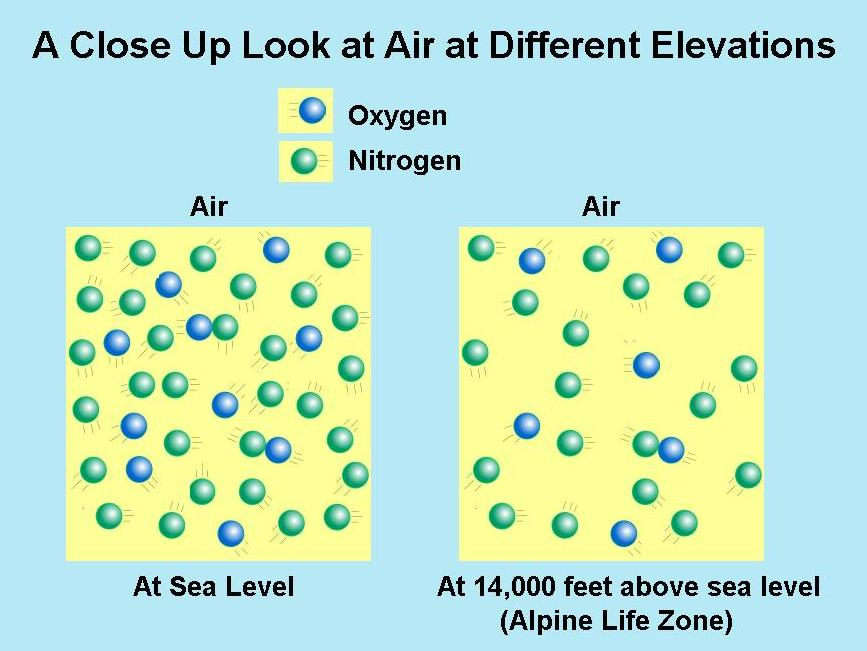 A Close Up Look at Air at Different Elevations
Oxygen
Nitrogen
Air
Air
At Sea Level
At 14,000 feet above sea level
(Alpine Life Zone)